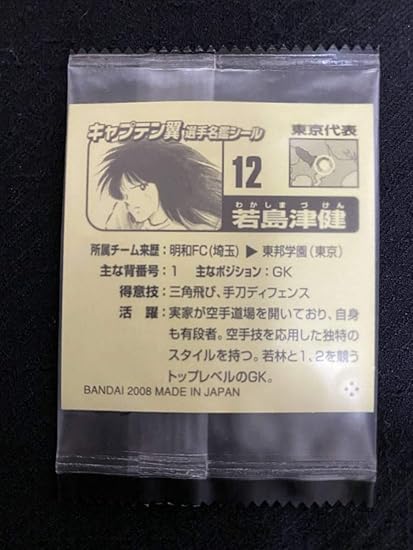 キャプテン翼 選手名鑑シール
東京代表
12
わかしまづけん
若島津健
所属チーム来歴：明和FC(埼玉) ▶ 東邦学園（東京）
主な背番号：1　主なポジション：GK
得意技：三角飛び、手刀ディフェンス
活躍：実家が空手道場を開いており、自身
も有段者。空手技を応用した独特の
スタイルを持つ。若林と1、2を競う
トップレベルのGK。
BANDAI 2008 MADE IN JAPAN